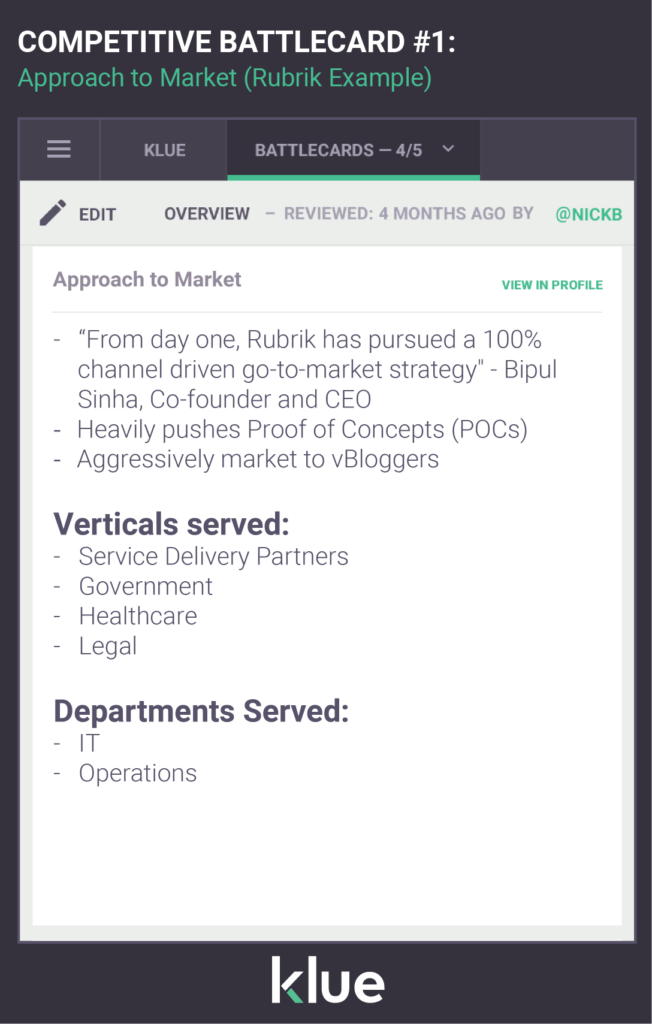 COMPETITIVE BATTLECARD #1:
Approach to Market (Rubrik Example)
KLUE
BATTLECARDS — 4/5
EDIT
OVERVIEW – REVIEWED: 4 MONTHS AGO BY @NICKB
Approach to Market
VIEW IN PROFILE
- “From day one, Rubrik has pursued a 100%
channel driven go-to-market strategy" - Bipul
Sinha, Co-founder and CEO
- Heavily pushes Proof of Concepts (POCs)
- Aggressively market to vBloggers
Verticals served:
- Service Delivery Partners
- Government
- Healthcare
- Legal
Departments Served:
- IT
- Operations
klue